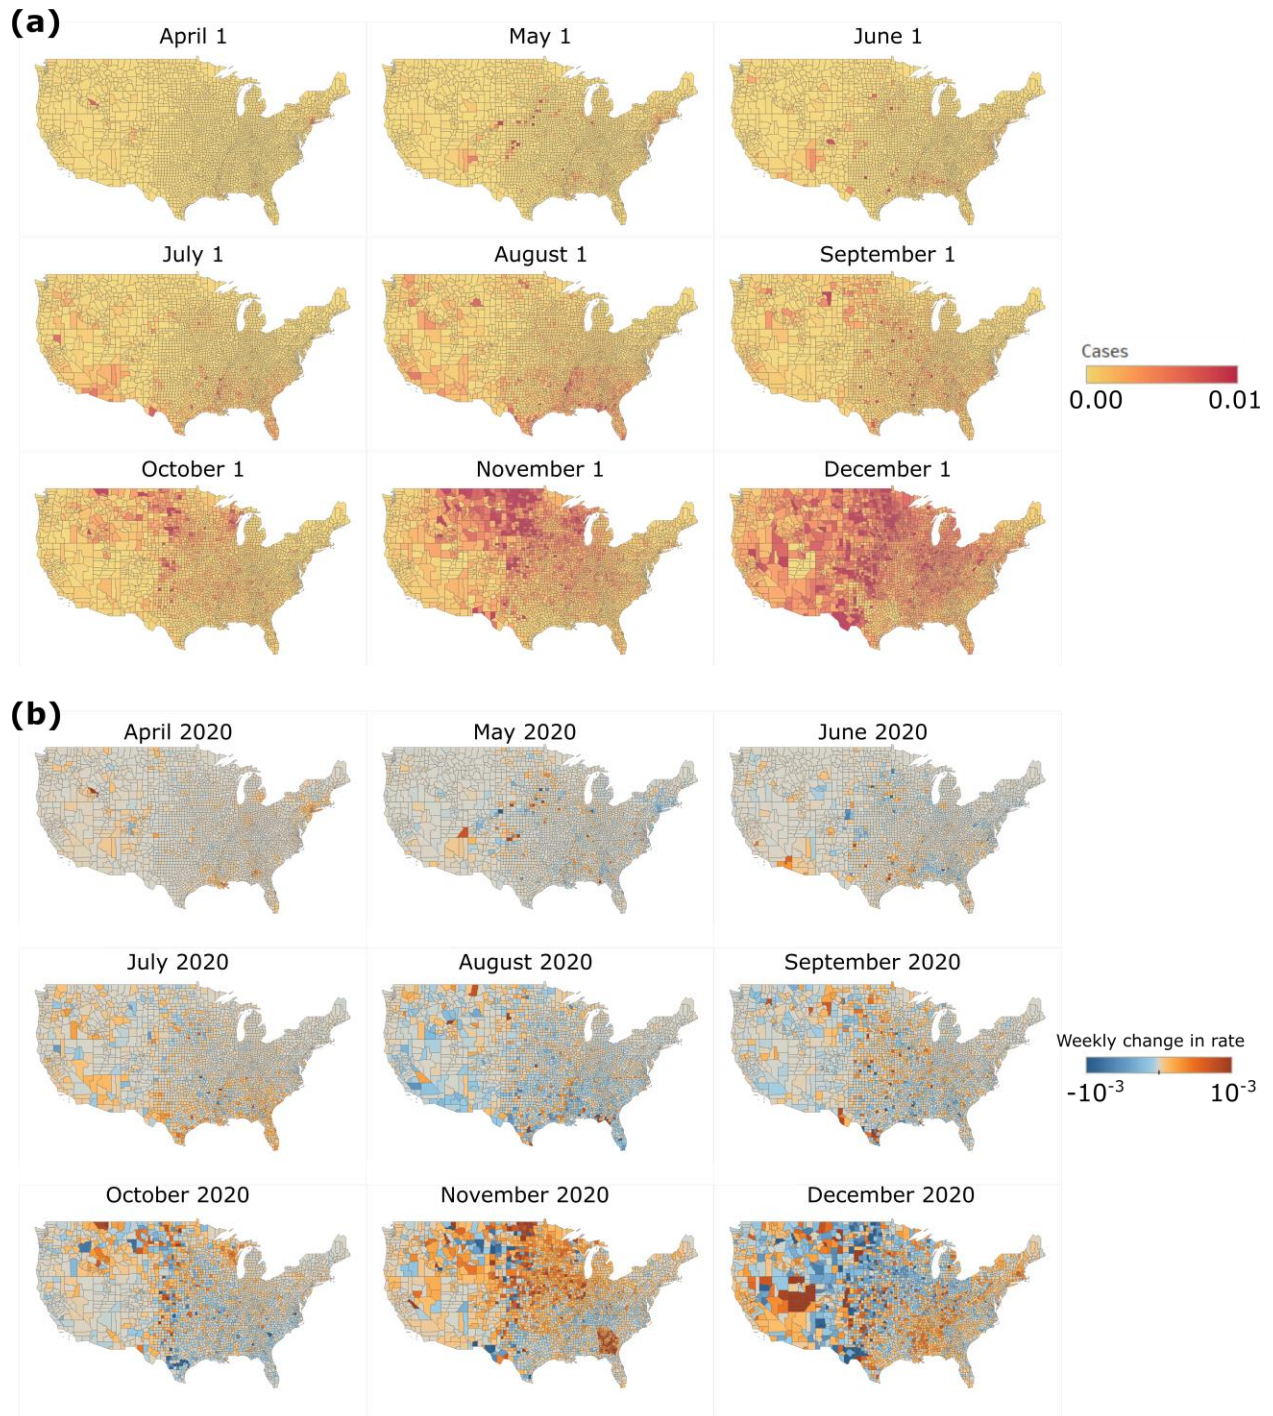 (a)
April 1
May 1
June 1
July 1
August 1
September 1
Cases
0.00
0.01
October 1
November 1
December 1
(b)
April 2020
May 2020
June 2020
July 2020
August 2020
September 2020
Weekly change in rate
-10⁻³
10⁻³
October 2020
November 2020
December 2020